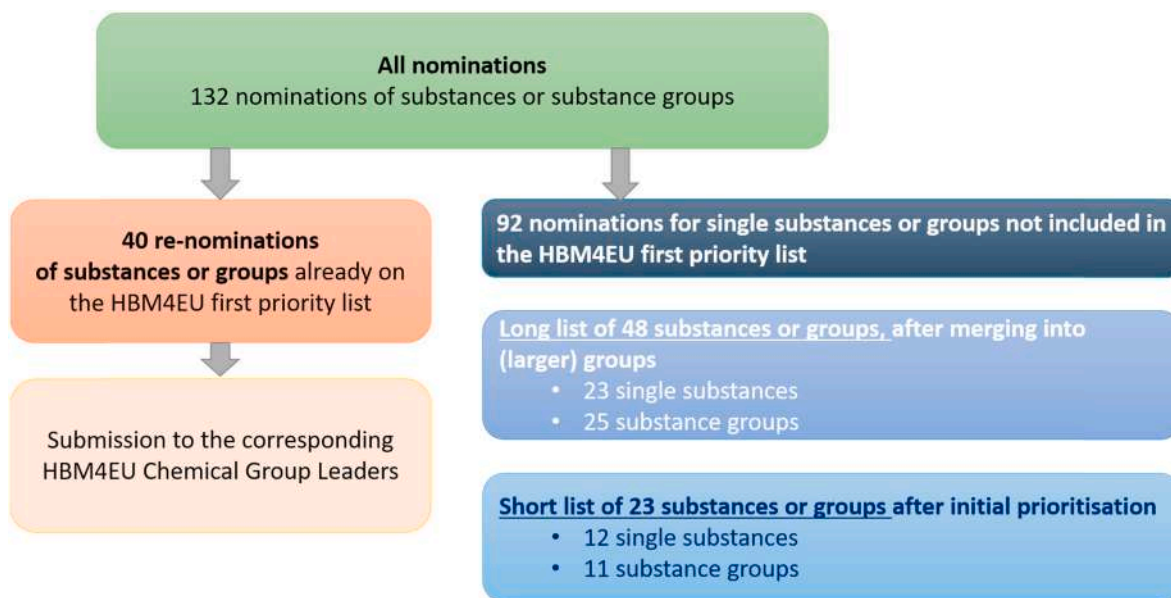 All nominations
132 nominations of substances or substance groups
40 re-nominations
of substances or groups already on
the HBM4EU first priority list
Submission to the corresponding
HBM4EU Chemical Group Leaders
92 nominations for single substances or groups not included in
the HBM4EU first priority list
Long list of 48 substances or groups, after merging into
(larger) groups
• 23 single substances
• 25 substance groups
Short list of 23 substances or groups after initial prioritisation
• 12 single substances
• 11 substance groups